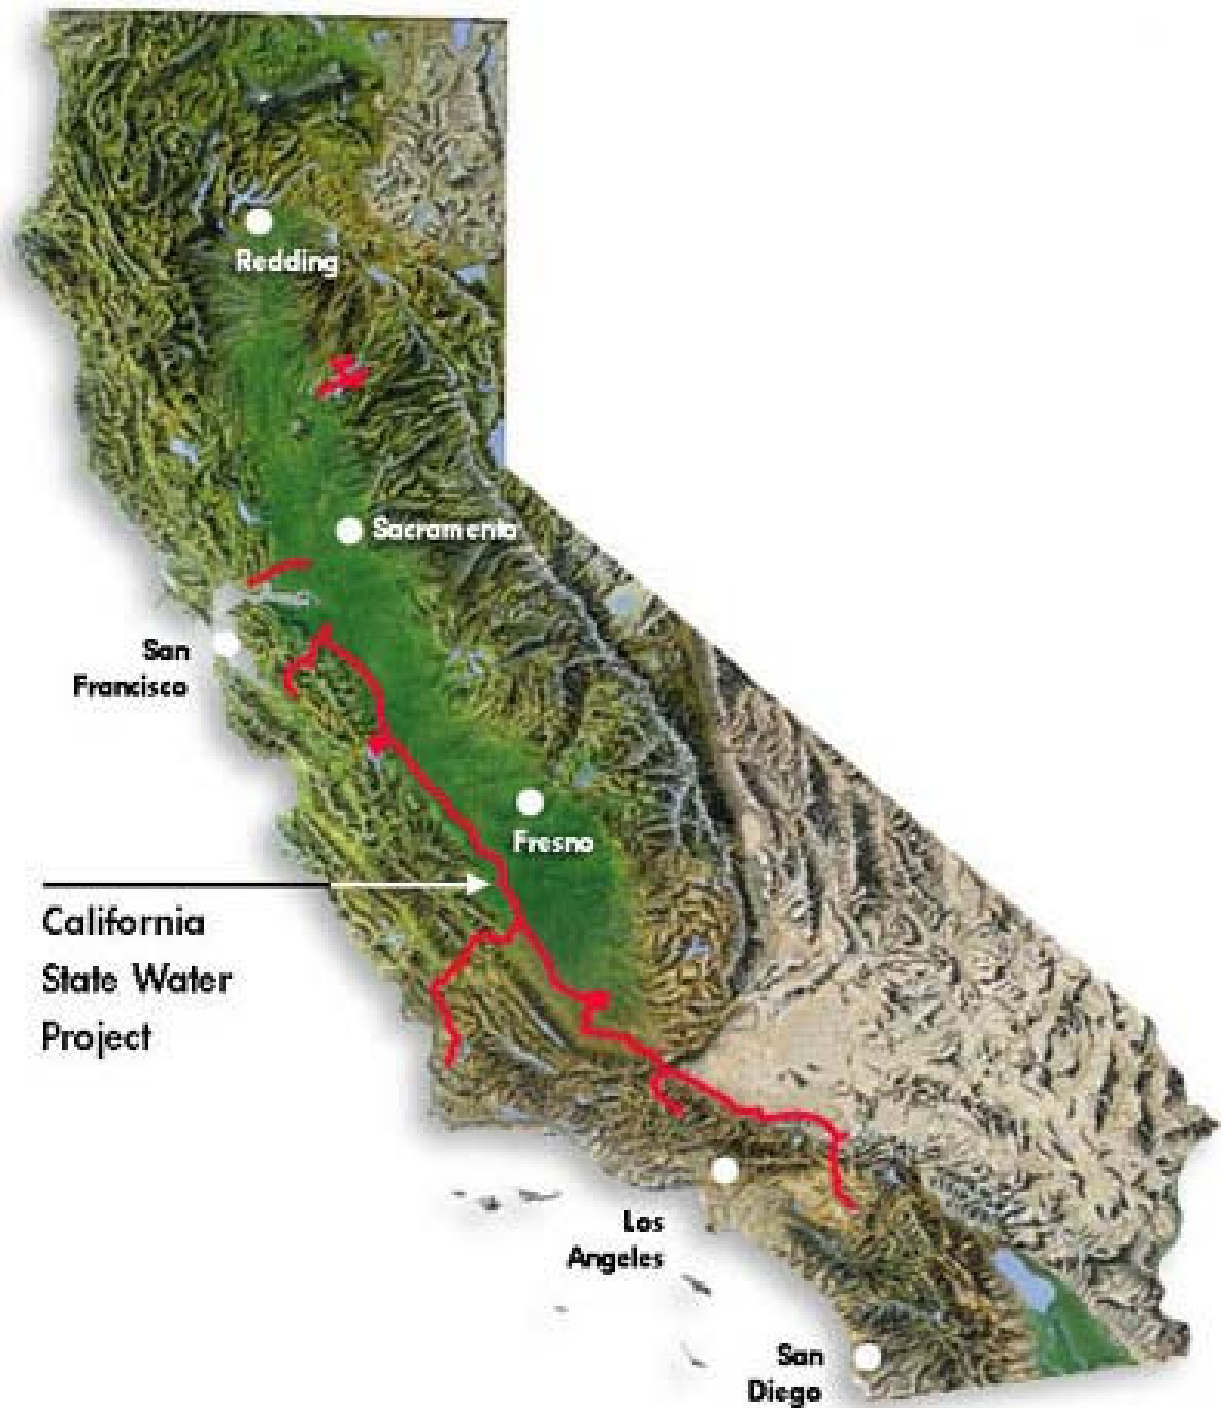 Redding
Sacramento
San
Francisco
Fresno
California
State Water
Project
Los
Angeles
San
Diego